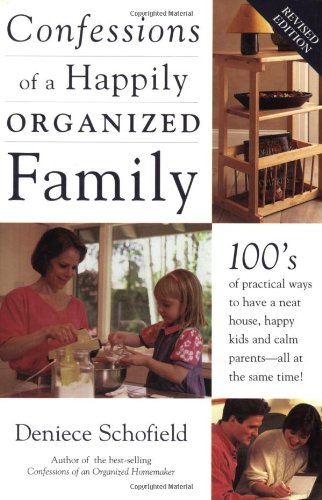 Confessions
of a Happily
ORGANIZED
Family
REVISED
EDITION
100's
of practical ways
to have a neat
house, happy
kids and calm
parents—all at
the same time!
Deniece Schofield
Author of the best-selling
Confessions of an Organized Homemaker